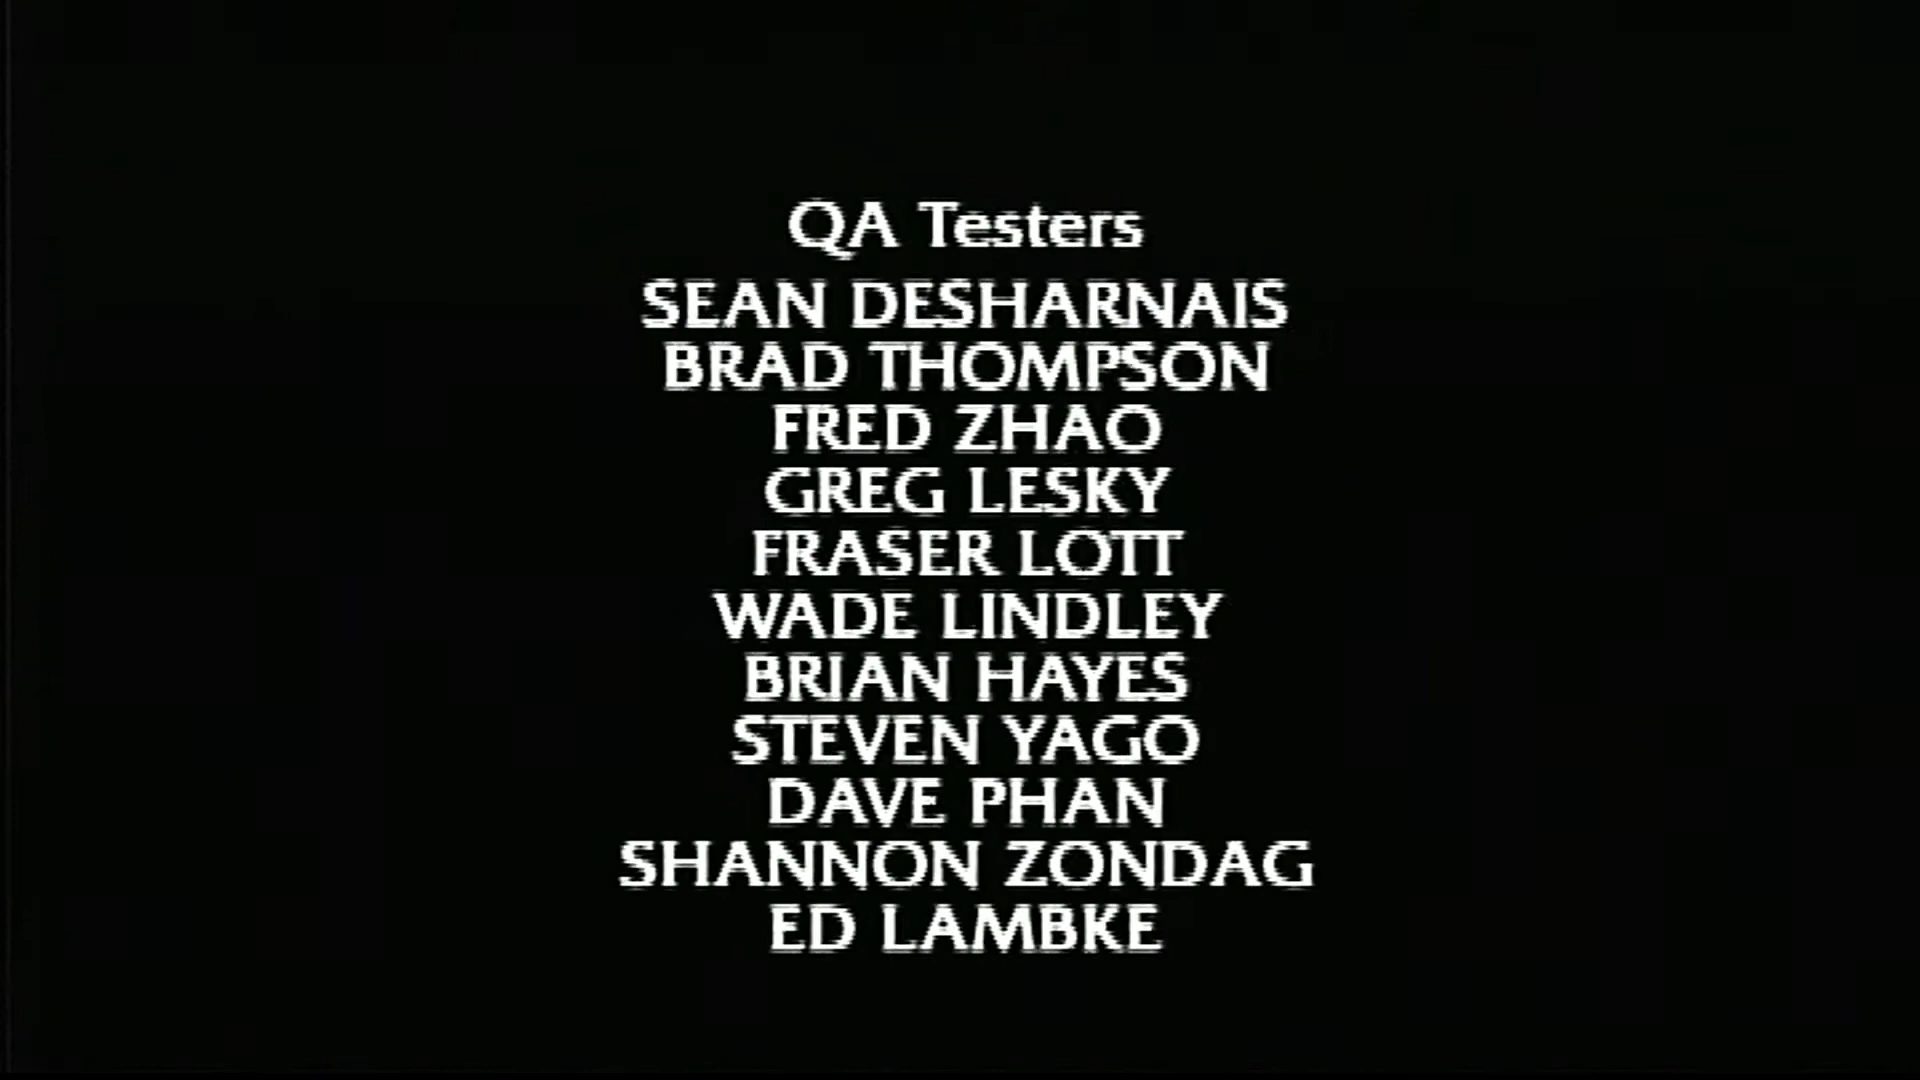 QA Testers
SEAN DESHARNAIS
BRAD THOMPSON
FRED ZHAO
GREG LESKY
FRASER LOTT
WADE LINDLEY
BRIAN HAYES
STEVEN YAGO
DAVE PHAN
SHANNON ZONDAG
ED LAMBKE